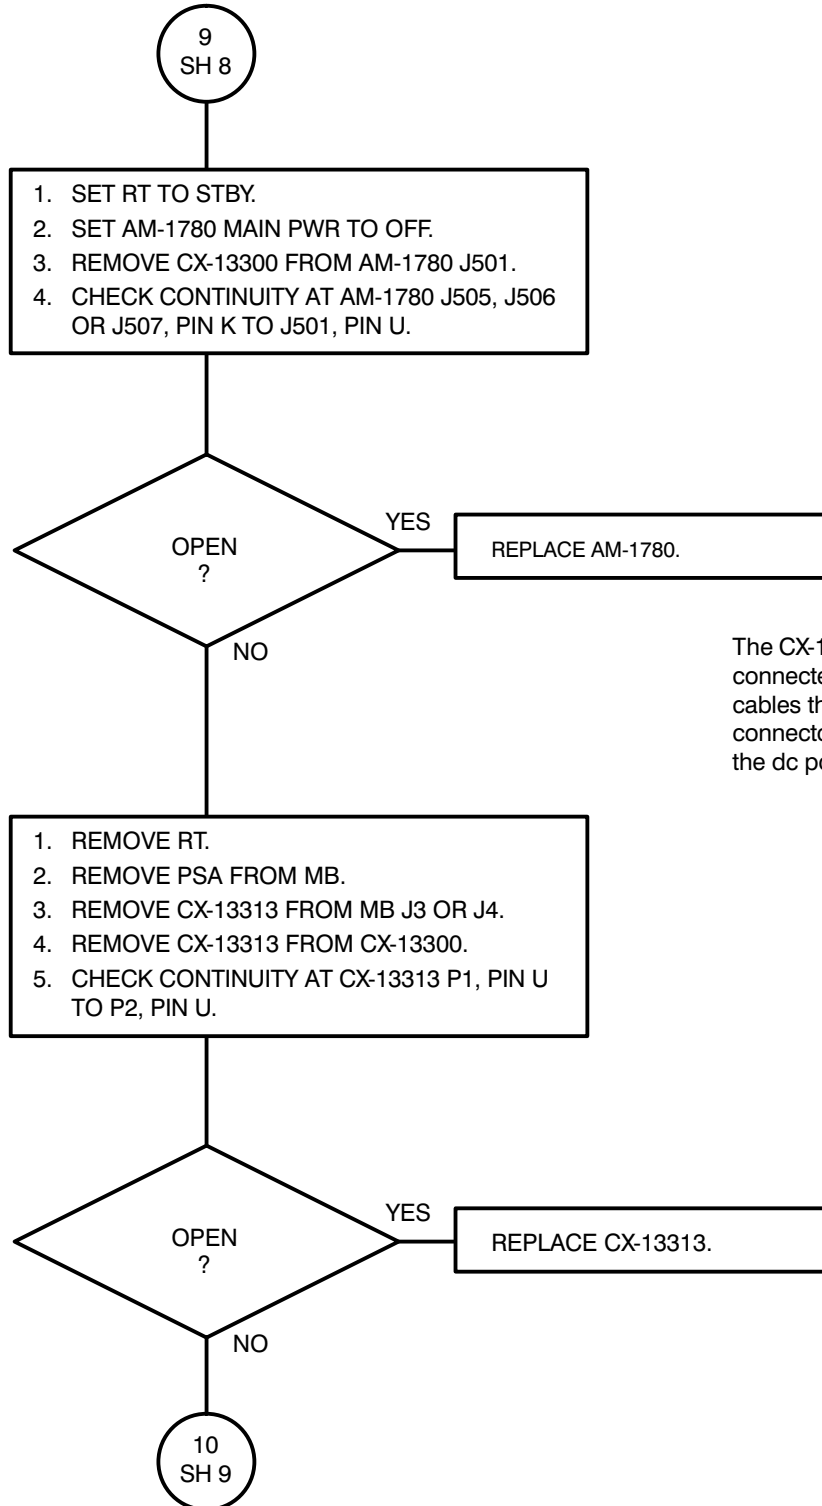 9
SH 8
1. SET RT TO STBY.
2. SET AM-1780 MAIN PWR TO OFF.
3. REMOVE CX-13300 FROM AM-1780 J501.
4. CHECK CONTINUITY AT AM-1780 J505, J506
OR J507, PIN K TO J501, PIN U.
OPEN
?
YES
REPLACE AM-1780.
NO
The
cables
the dc
1. REMOVE RT.
2. REMOVE PSA FROM MB.
3. REMOVE CX-13313 FROM MB J3 OR J4.
4. REMOVE CX-13313 FROM CX-13300.
5. CHECK CONTINUITY AT CX-13313 P1, PIN U
TO P2, PIN U.
OPEN
?
YES
REPLACE CX-13313.
NO
10
SH 9